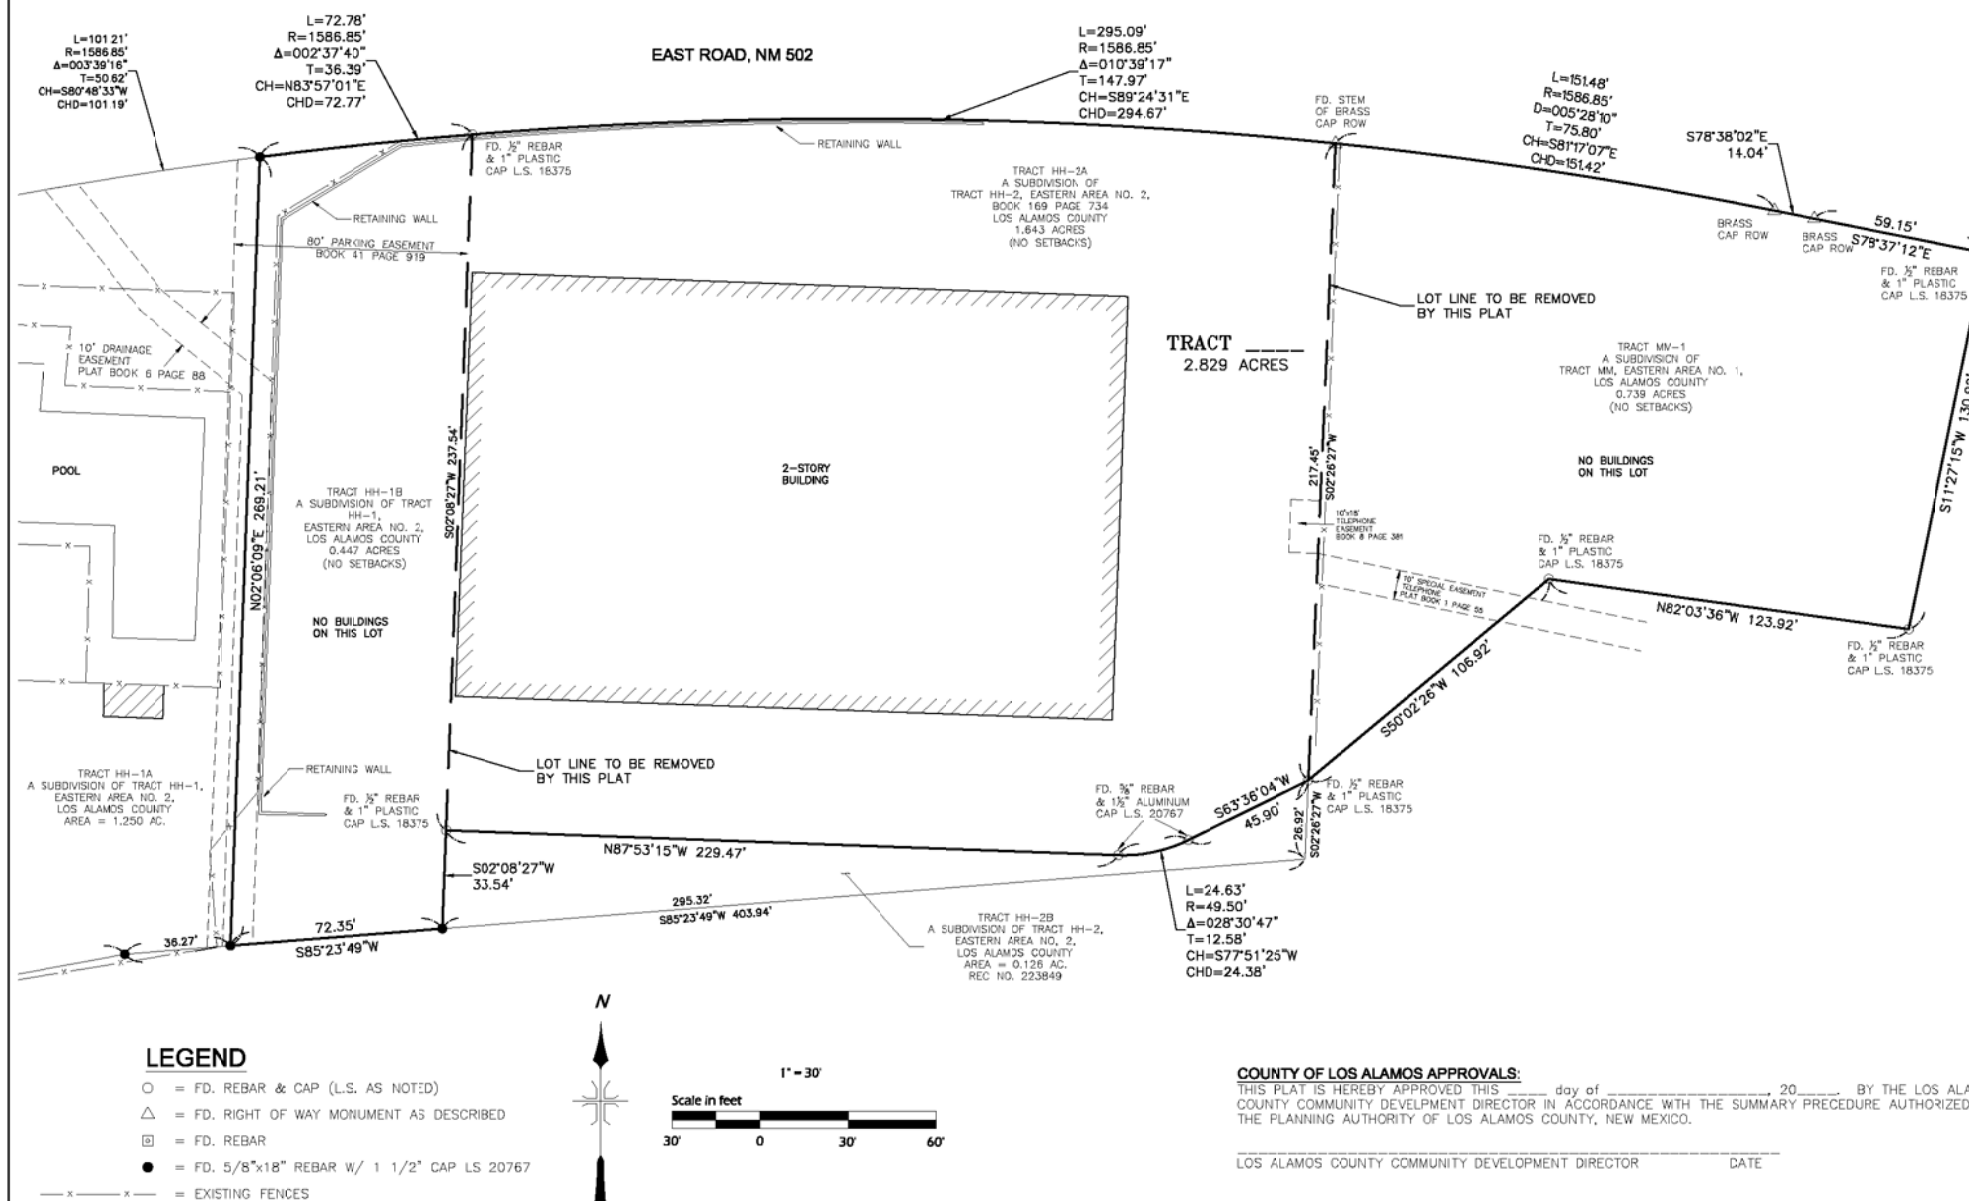 L=101.21'
R=1586.85'
Δ=003°39'16"
T=50.62'
CH=S80°48'33"W
CHD=101.19'
L=72.78'
R=1586.85'
Δ=002°37'40"
T=36.39'
CH=N83°57'01"E
CHD=72.77'
EAST ROAD, NM 502
L=295.09'
R=1586.85'
Δ=010°39'17"
T=147.97'
CH=S89°24'31"E
CHD=294.67'
FD. STEM
OF BRASS
CAP ROW
L=151.48'
R=1586.85'
D=005°28'10"
T=75.80'
CH=S81°17'07"E
CHD=151.42'
S78°38'02"E
14.04'
BRASS
CAP ROW
BRASS
CAP ROW
59.15'
S78°37'12"E
FD. ½" REBAR
& 1" PLASTIC
CAP L.S. 18375
FD. ½" REBAR
& 1" PLASTIC
CAP L.S. 18375
RETAINING WALL
RETAINING WALL
80' PARKING EASEMENT
BOOK 41 PAGE 919
TRACT HH-2A
A SUBDIVISION OF
TRACT HH-2, EASTERN AREA NO. 2,
BOOK 169 PAGE 734
LOS ALAMOS COUNTY
1.643 ACRES
(NO SETBACKS)
LOT LINE TO BE REMOVED
BY THIS PLAT
TRACT ____
2.829 ACRES
10' DRAINAGE
EASEMENT
PLAT BOOK 6 PAGE 88
TRACT MM-1
A SUBDIVISION OF
TRACT MM, EASTERN AREA NO. 1,
LOS ALAMOS COUNTY
0.739 ACRES
(NO SETBACKS)
NO BUILDINGS
ON THIS LOT
S11°27'15"W
POOL
N02°06'09"E 269.21'
TRACT HH-1B
A SUBDIVISION OF TRACT
HH-1,
EASTERN AREA NO. 2,
LOS ALAMOS COUNTY
0.447 ACRES
(NO SETBACKS)
NO BUILDINGS
ON THIS LOT
S02°08'27"W 237.54'
2-STORY
BUILDING
217.45'
S02°26'27"W
10'x18'
TELEPHONE
EASEMENT
BOOK 8 PAGE 381
10' SPECIAL EASEMENT
TELEPHONE
PLAT BOOK 1 PAGE 55
FD. ½" REBAR
& 1" PLASTIC
CAP L.S. 18375
N82°03'36"W 123.92'
FD. ½" REBAR
& 1" PLASTIC
CAP L.S. 18375
S50°02'26"W 106.92'
LOT LINE TO BE REMOVED
BY THIS PLAT
RETAINING WALL
TRACT HH-1A
A SUBDIVISION OF TRACT HH-1,
EASTERN AREA NO. 2,
LOS ALAMOS COUNTY
AREA = 1.250 AC.
FD. ½" REBAR
& 1" PLASTIC
CAP L.S. 18375
FD. ⅝" REBAR
& 1½" ALUMINUM
CAP L.S. 20767
S63°36'04"W
45.90'
FD. ½" REBAR
& 1" PLASTIC
CAP L.S. 18375
26.92'
S02°26'27"W
N87°53'15"W 229.47'
S02°08'27"W
33.54'
295.32'
S85°23'49"W 403.94'
72.35'
S85°23'49"W
36.27'
TRACT HH-2B
A SUBDIVISION OF TRACT HH-2,
EASTERN AREA NO. 2,
LOS ALAMOS COUNTY
AREA = 0.126 AC.
REC NO. 223849
L=24.63'
R=49.50'
Δ=028°30'47"
T=12.58'
CH=S77°51'25"W
CHD=24.38'
N
LEGEND
= FD. REBAR & CAP (L.S. AS NOTED)
= FD. RIGHT OF WAY MONUMENT AS DESCRIBED
= FD. REBAR
= FD. 5/8"x18" REBAR W/ 1 1/2" CAP LS 20767
= EXISTING FENCES
1" = 30'
Scale in feet
30' 0 30' 60'
COUNTY OF LOS ALAMOS APPROVALS:
THIS PLAT IS HEREBY APPROVED THIS ____ day of ________________, 20____. BY THE LOS ALA
COUNTY COMMUNITY DEVELPMENT DIRECTOR IN ACCORDANCE WITH THE SUMMARY PRECEDURE AUTHORIZED
THE PLANNING AUTHORITY OF LOS ALAMOS COUNTY, NEW MEXICO.
LOS ALAMOS COUNTY COMMUNITY DEVELOPMENT DIRECTOR DATE